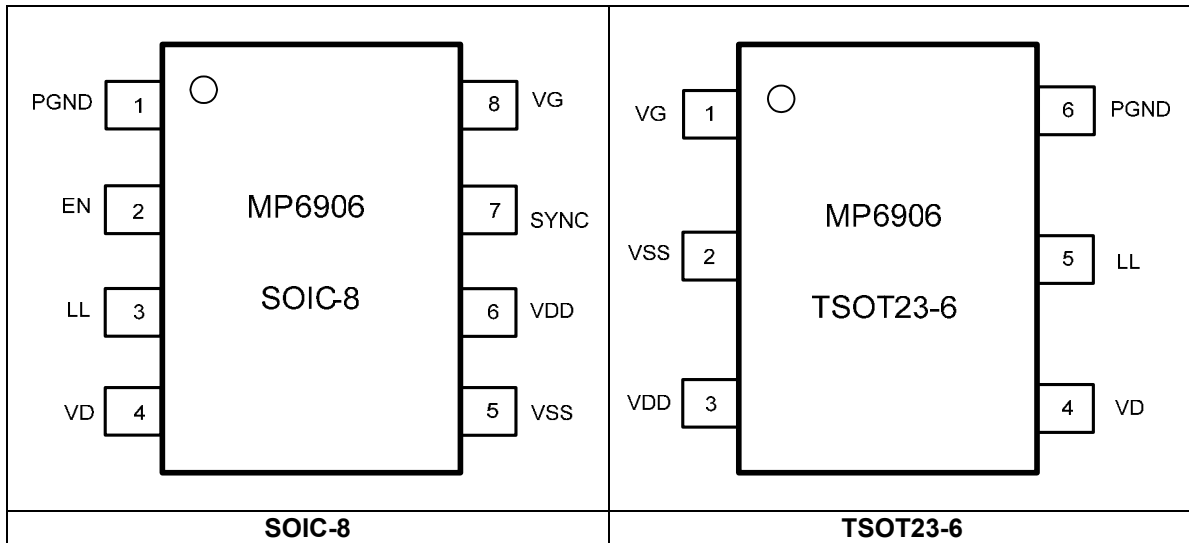 PGND 1 8 VG
EN 2 MP6906 7 SYNC
LL 3 SOIC-8 6 VDD
VD 4 5 VSS
SOIC-8
VG 1 6 PGND
VSS 2 MP6906 5 LL
TSOT23-6
VDD 3 4 VD
TSOT23-6